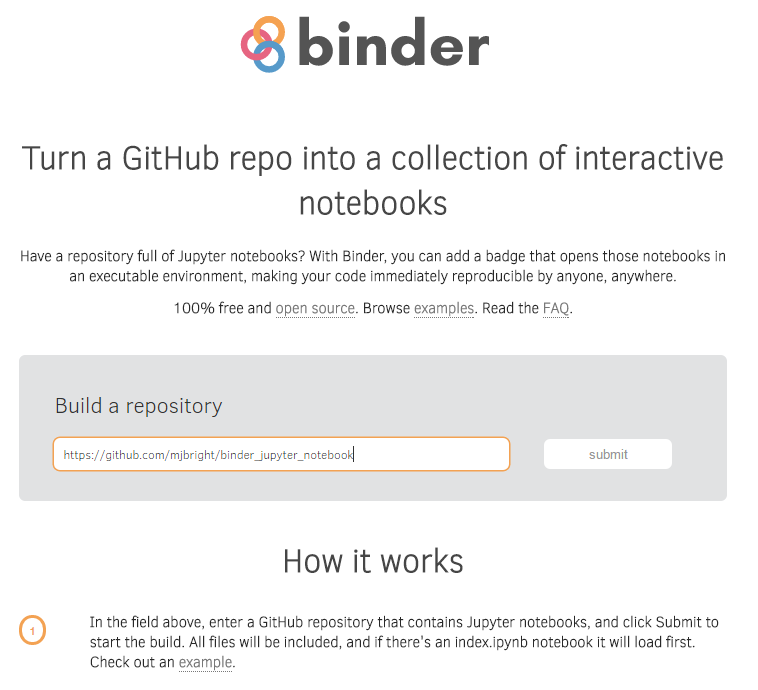 binder
Turn a GitHub repo into a collection of interactive
notebooks
Have a repository full of Jupyter notebooks? With Binder, you can add a badge that opens those notebooks in
an executable environment, making your code immediately reproducible by anyone, anywhere.
100% free and open source. Browse examples. Read the FAQ.
Build a repository
https://github.com/mjbright/binder_jupyter_notebook
submit
How it works
1
In the field above, enter a GitHub repository that contains Jupyter notebooks, and click Submit to
start the build. All files will be included, and if there's an index.ipynb notebook it will load first.
Check out an example.